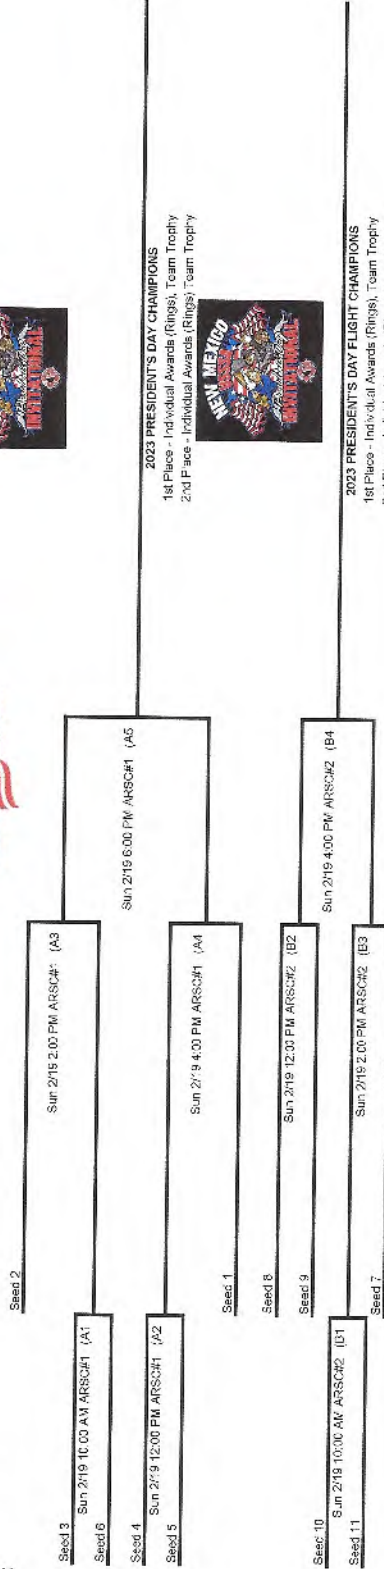 Seed 2
Sun 2/19 2:00 PM ARSC#1 (A3
Seed 3
Sun 2/19 10:00 AM ARSC#1 (A1
Seed 6
Sun 2/19 6:00 PM ARSC#1 (A5
Seed 4
Sun 2/19 12:00 PM ARSC#1 (A2
Seed 5
Sun 2/19 4:00 PM ARSC#1 (A4
Seed 1
2023 PRESIDENT'S DAY CHAMPIONS
1st Place - Individual Awards (Rings), Team Trophy
2nd Place - Individual Awards (Rings) Team Trophy
INVITATIONAL
NEW MEXICO
INVITATIONAL
Seed 8
Sun 2/19 12:00 PM ARSC#2 (B2
Seed 9
Sun 2/19 4:00 PM ARSC#2 (B4
Seed 10
Sun 2/19 10:00 AM ARSC#2 (B1
Seed 11
Sun 2/19 2:00 PM ARSC#2 (B3
Seed 7
2023 PRESIDENT'S DAY FLIGHT CHAMPIONS
1st Place - Individual Awards (Rings), Team Trophy